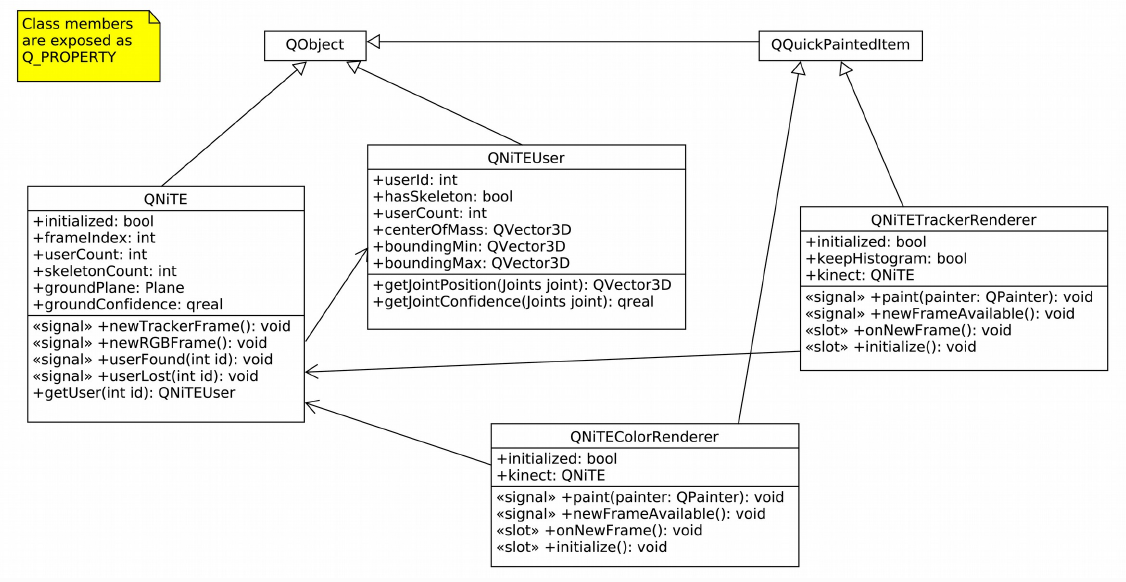 Class members
are exposed as
Q_PROPERTY
QObject
QQuickPaintedItem
QNiTEUser
+userId: int
+hasSkeleton: bool
+userCount: int
+centerOfMass: QVector3D
+boundingMin: QVector3D
+boundingMax: QVector3D
+getJointPosition(Joints joint): QVector3D
+getJointConfidence(Joints joint): qreal
QNiTE
+initialized: bool
+frameIndex: int
+userCount: int
+skeletonCount: int
+groundPlane: Plane
+groundConfidence: qreal
«signal» +newTrackerFrame(): void
«signal» +newRGBFrame(): void
«signal» +userFound(int id): void
«signal» +userLost(int id): void
+getUser(int id): QNiTEUser
QNiTETrackerRenderer
+initialized: bool
+keepHistogram: bool
+kinect: QNiTE
«signal» +paint(painter: QPainter): void
«signal» +newFrameAvailable(): void
«slot» +onNewFrame(): void
«slot» +initialize(): void
QNiTEColorRenderer
+initialized: bool
+kinect: QNiTE
«signal» +paint(painter: QPainter): void
«signal» +newFrameAvailable(): void
«slot» +onNewFrame(): void
«slot» +initialize(): void